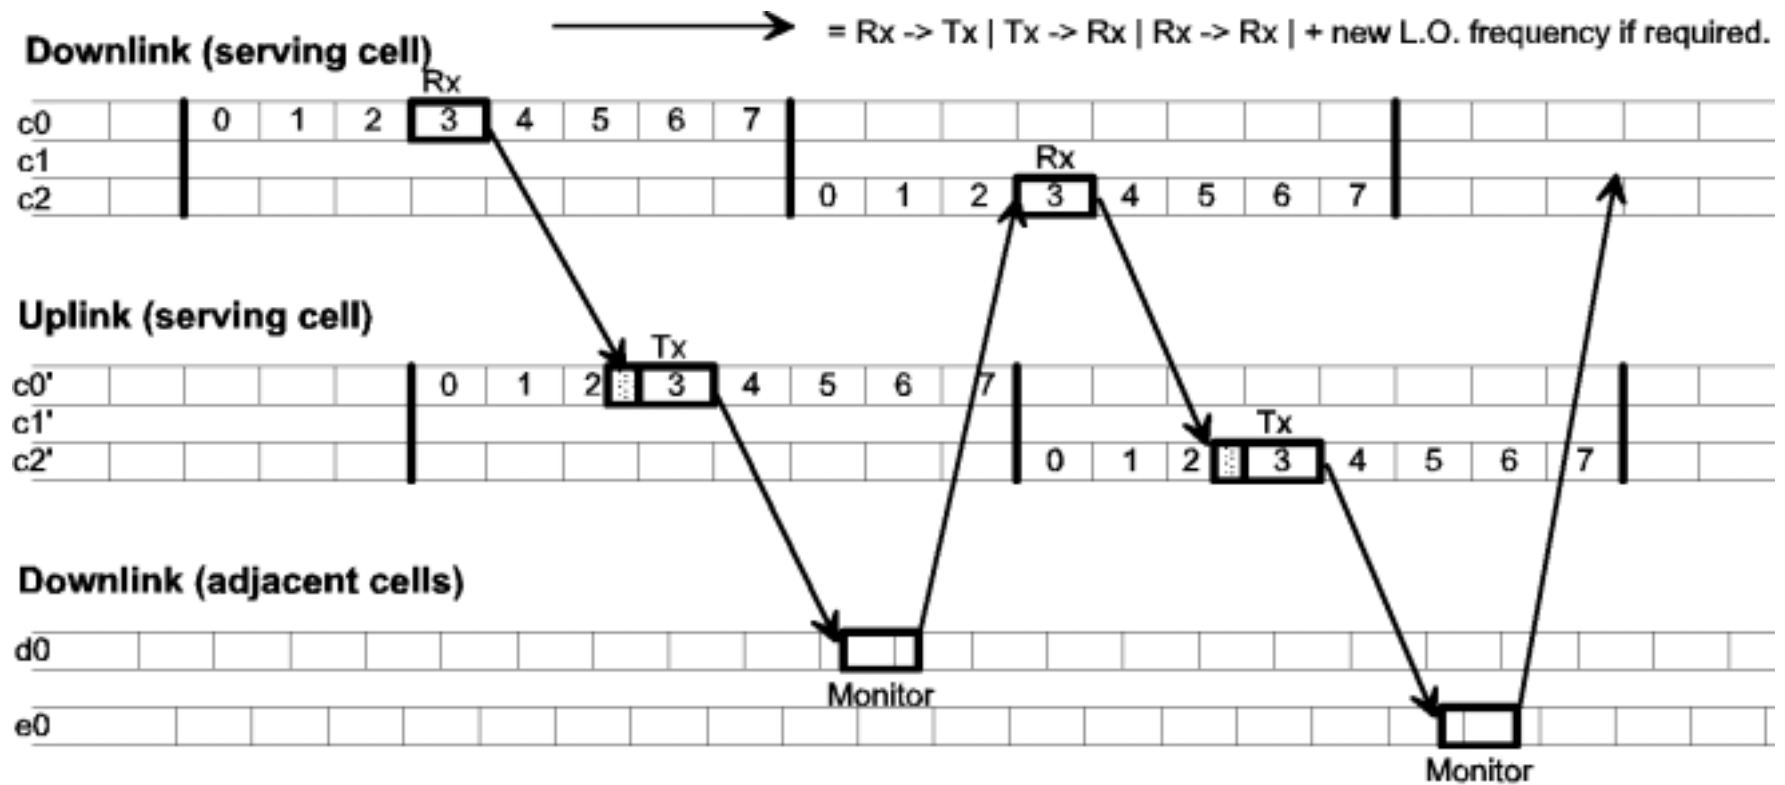 = Rx -> Tx | Tx -> Rx | Rx -> Rx | + new L.O. frequency if required.
Downlink (serving cell)
Rx
c0 0 1 2 3 4 5 6 7
c1
Rx
c2 0 1 2 3 4 5 6 7
Uplink (serving cell)
Tx
c0' 0 1 2 3 4 5 6 7
c1'
Tx
c2' 0 1 2 3 4 5 6 7
Downlink (adjacent cells)
d0
Monitor
e0
Monitor